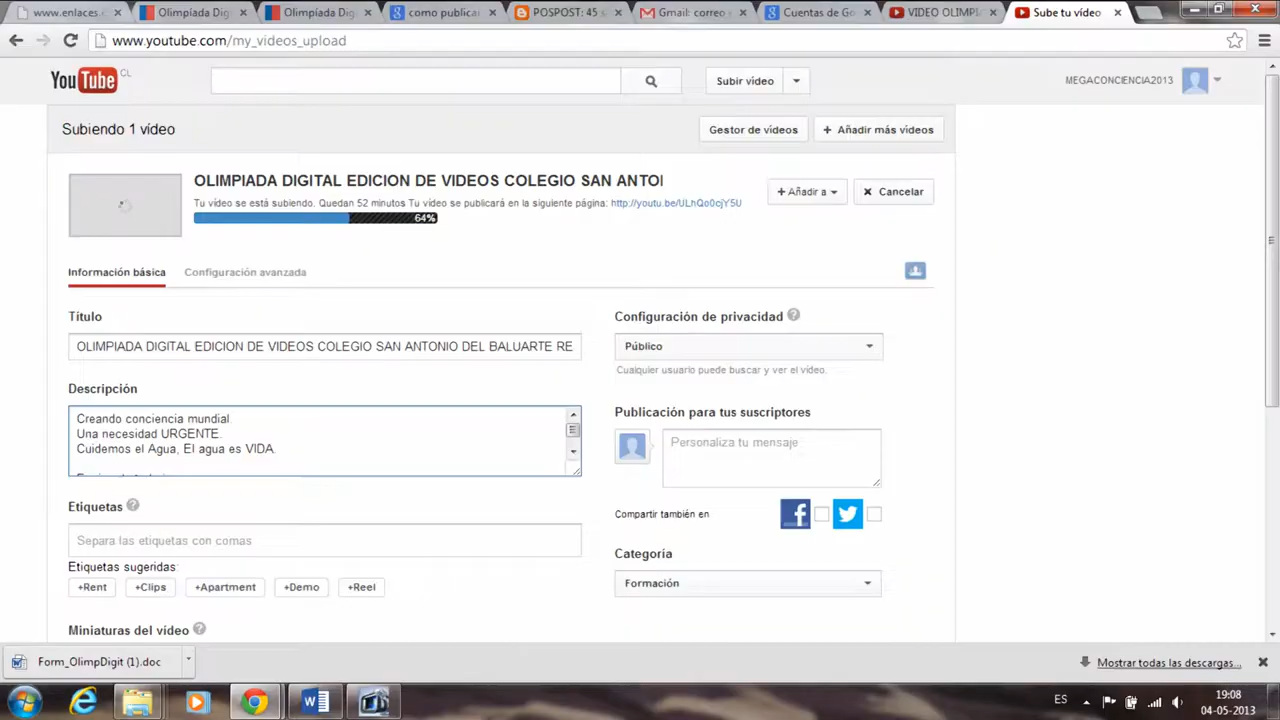 www.enlaces.c
Olimpíada Digital
Olimpíada Digital
como publica
POSPOST: 45 s
Gmail: correo e
Cuentas de Go
VIDEO OLIMPI
Sube tu vídeo
www.youtube.com/my_videos_upload
YouTube CL
Subir vídeo
MEGACONCIENCIA2013
Subiendo 1 vídeo
Gestor de vídeos
+ Añadir más vídeos
OLIMPIADA DIGITAL EDICION DE VIDEOS COLEGIO SAN ANTOI
+ Añadir a
Cancelar
Tu vídeo se está subiendo. Quedan 52 minutos Tu vídeo se publicará en la siguiente página: http://youtu.be/ULhQo0cjY5U
64%
Información básica
Configuración avanzada
Título
Configuración de privacidad ?
OLIMPIADA DIGITAL EDICION DE VIDEOS COLEGIO SAN ANTONIO DEL BALUARTE RE
Público
Cualquier usuario puede buscar y ver el vídeo.
Descripción
Publicación para tus suscriptores
Creando conciencia mundial
Una necesidad URGENTE.
Cuidemos el Agua, El agua es VIDA.
Personaliza tu mensaje
Etiquetas ?
Compartir también en
Separa las etiquetas con comas
Categoría
Etiquetas sugeridas:
Formación
+Rent
+Clips
+Apartment
+Demo
+Reel
Miniaturas del vídeo ?
Form_OlimpDigit (1).doc
Mostrar todas las descargas...
ES
19:08
04-05-2013